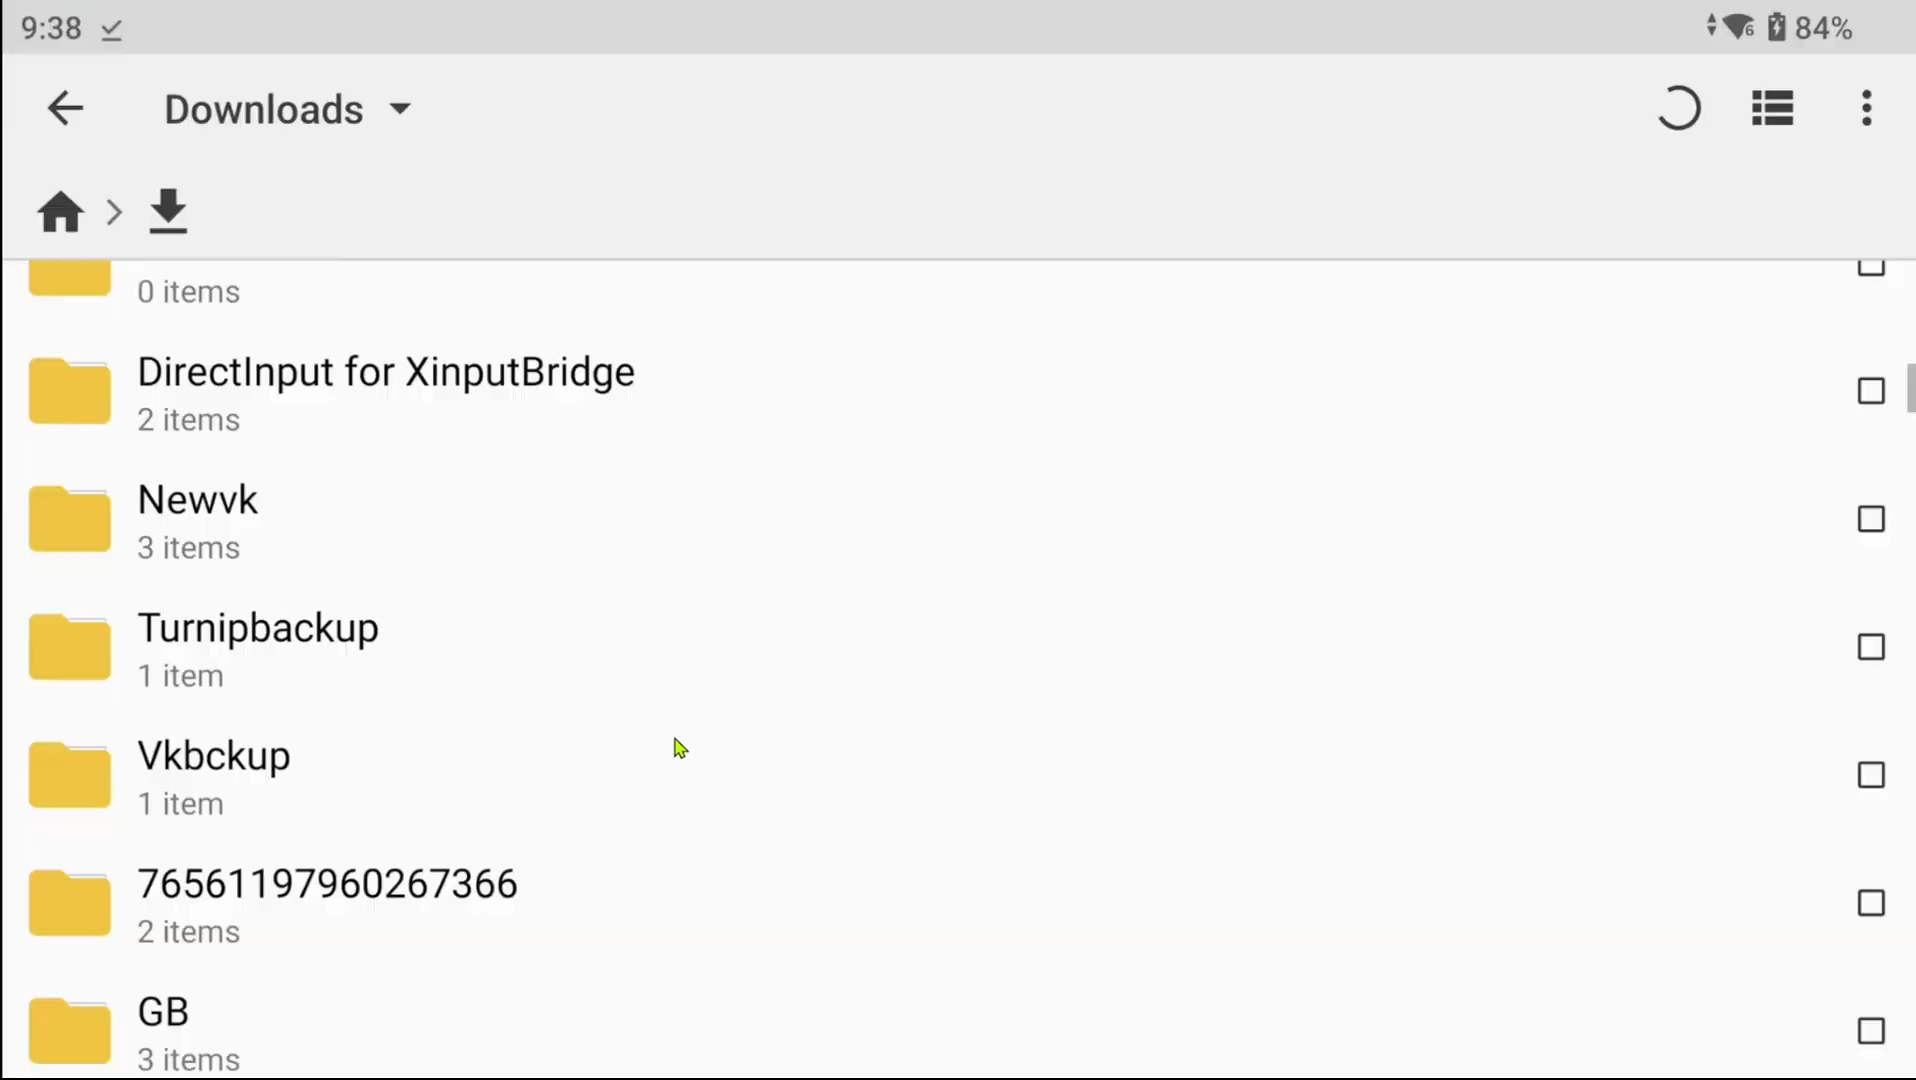 9:38
6 84%
Downloads
0 items
DirectInput for XinputBridge
2 items
Newvk
3 items
Turnipbackup
1 item
Vkbckup
1 item
76561197960267366
2 items
GB
3 items